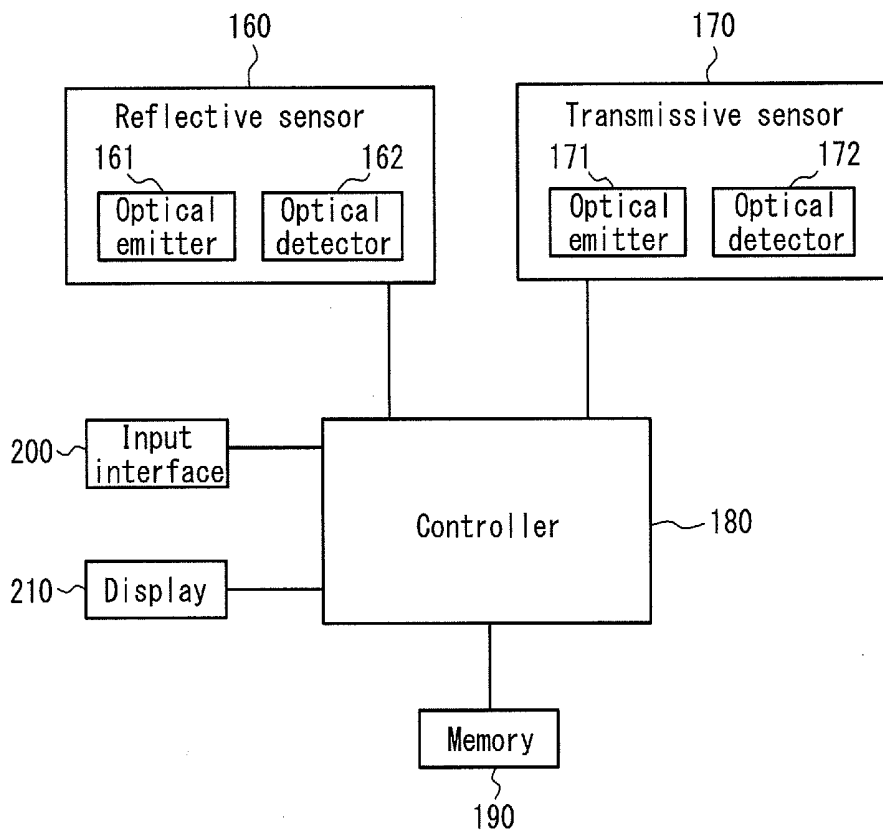 160
170
Reflective sensor
Transmissive sensor
161
162
171
172
Optical
emitter
Optical
detector
Optical
emitter
Optical
detector
200
Input
interface
Controller
180
210
Display
Memory
190